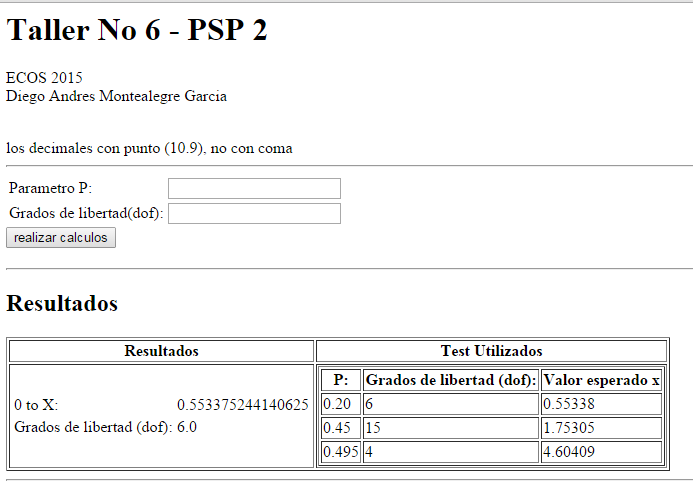 Taller No 6 - PSP 2
ECOS 2015
Diego Andres Montealegre Garcia
los decimales con punto (10.9), no con coma
Parametro P:
Grados de libertad(dof):
realizar calculos
Resultados
Resultados Test Utilizados
0 to X: 0.553375244140625
Grados de libertad (dof): 6.0
P: Grados de libertad (dof): Valor esperado x
0.20 6 0.55338
0.45 15 1.75305
0.495 4 4.60409